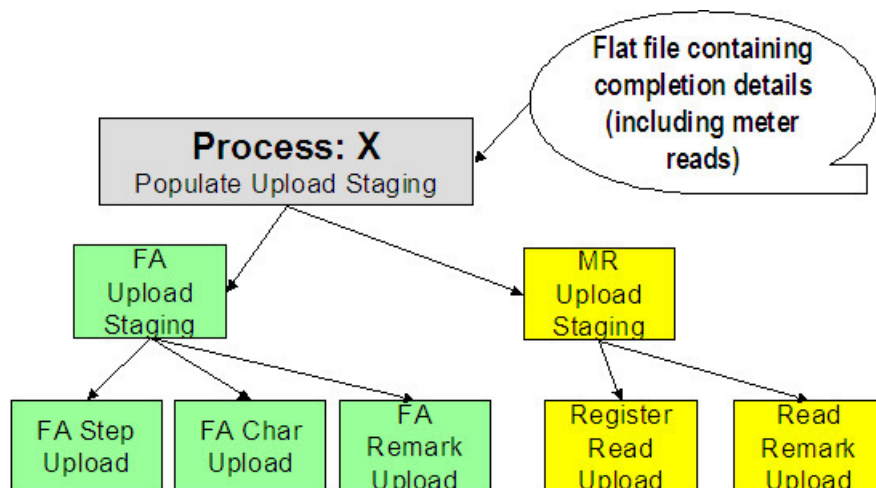 Flat file containing
completion details
(including meter
reads)
Process: X
Populate Upload Staging
FA
Upload
Staging
MR
Upload
Staging
FA Step
Upload
FA Char
Upload
FA
Remark
Upload
Register
Read
Upload
Read
Remark
Upload